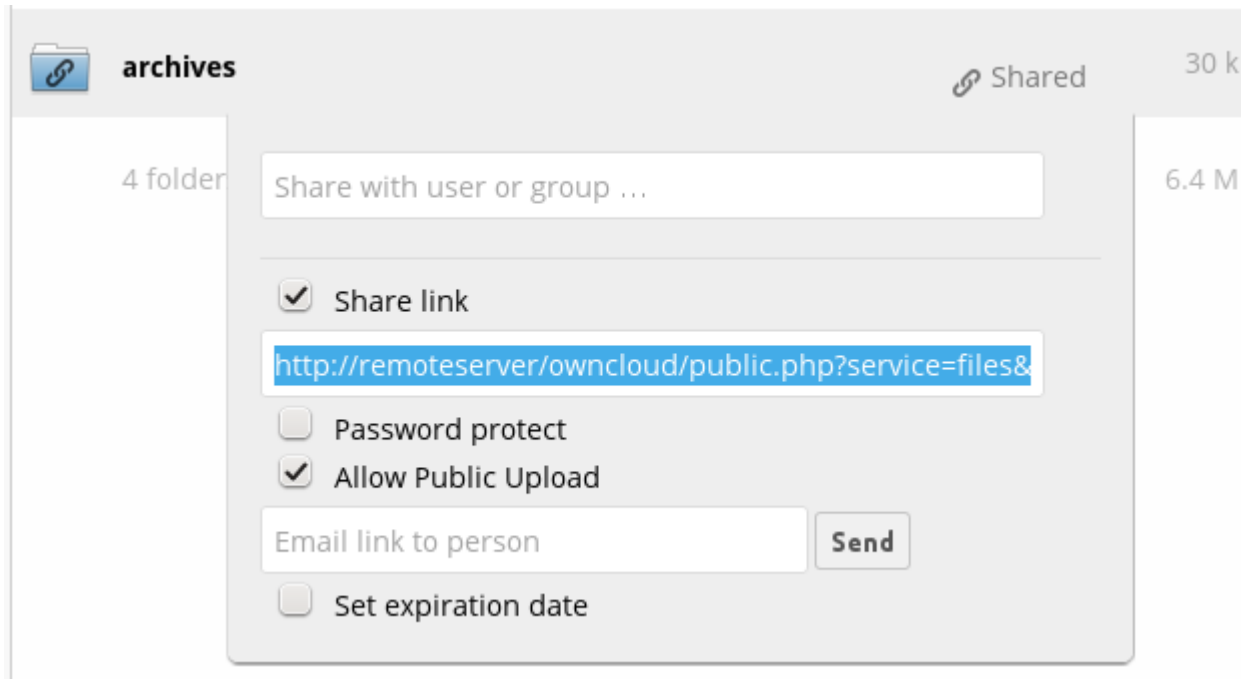 archives Shared 30 k
4 folder 6.4 M
Share with user or group ...
Share link
http://remoteserver/owncloud/public.php?service=files&
Password protect
Allow Public Upload
Email link to person Send
Set expiration date